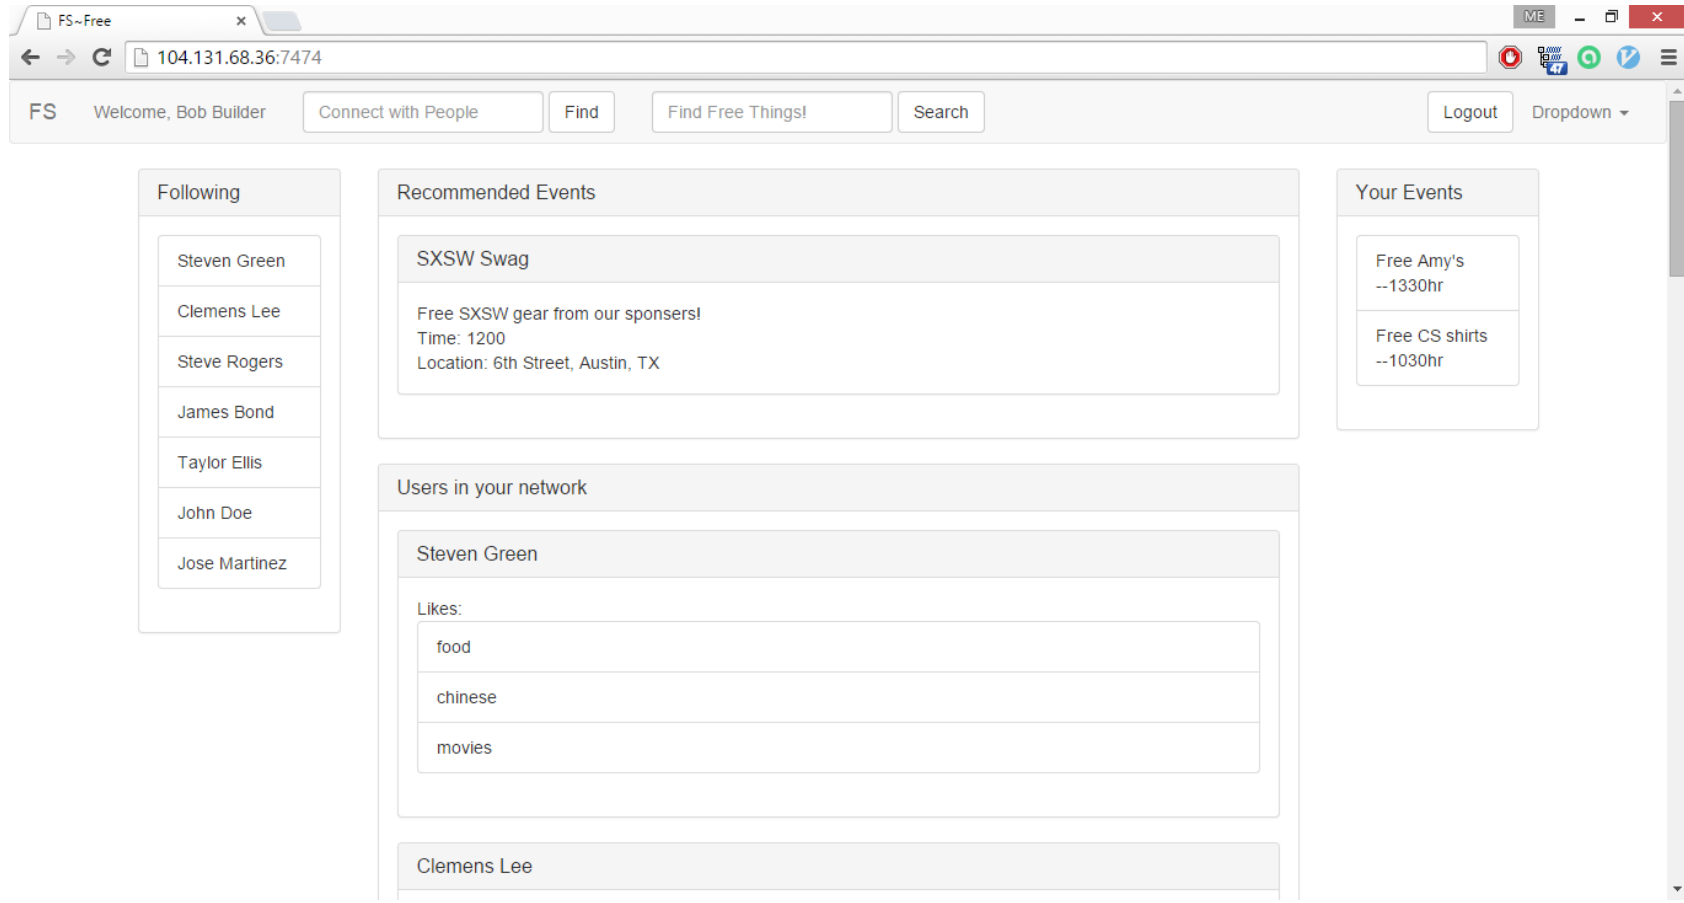 FS~Free
ME
104.131.68.36:7474
47
FS
Welcome, Bob Builder
Connect with People
Find
Find Free Things!
Search
Logout
Dropdown
Following
Steven Green
Clemens Lee
Steve Rogers
James Bond
Taylor Ellis
John Doe
Jose Martinez
Recommended Events
SXSW Swag
Free SXSW gear from our sponsers!
Time: 1200
Location: 6th Street, Austin, TX
Users in your network
Steven Green
Likes:
food
chinese
movies
Clemens Lee
Your Events
Free Amy's
--1330hr
Free CS shirts
--1030hr